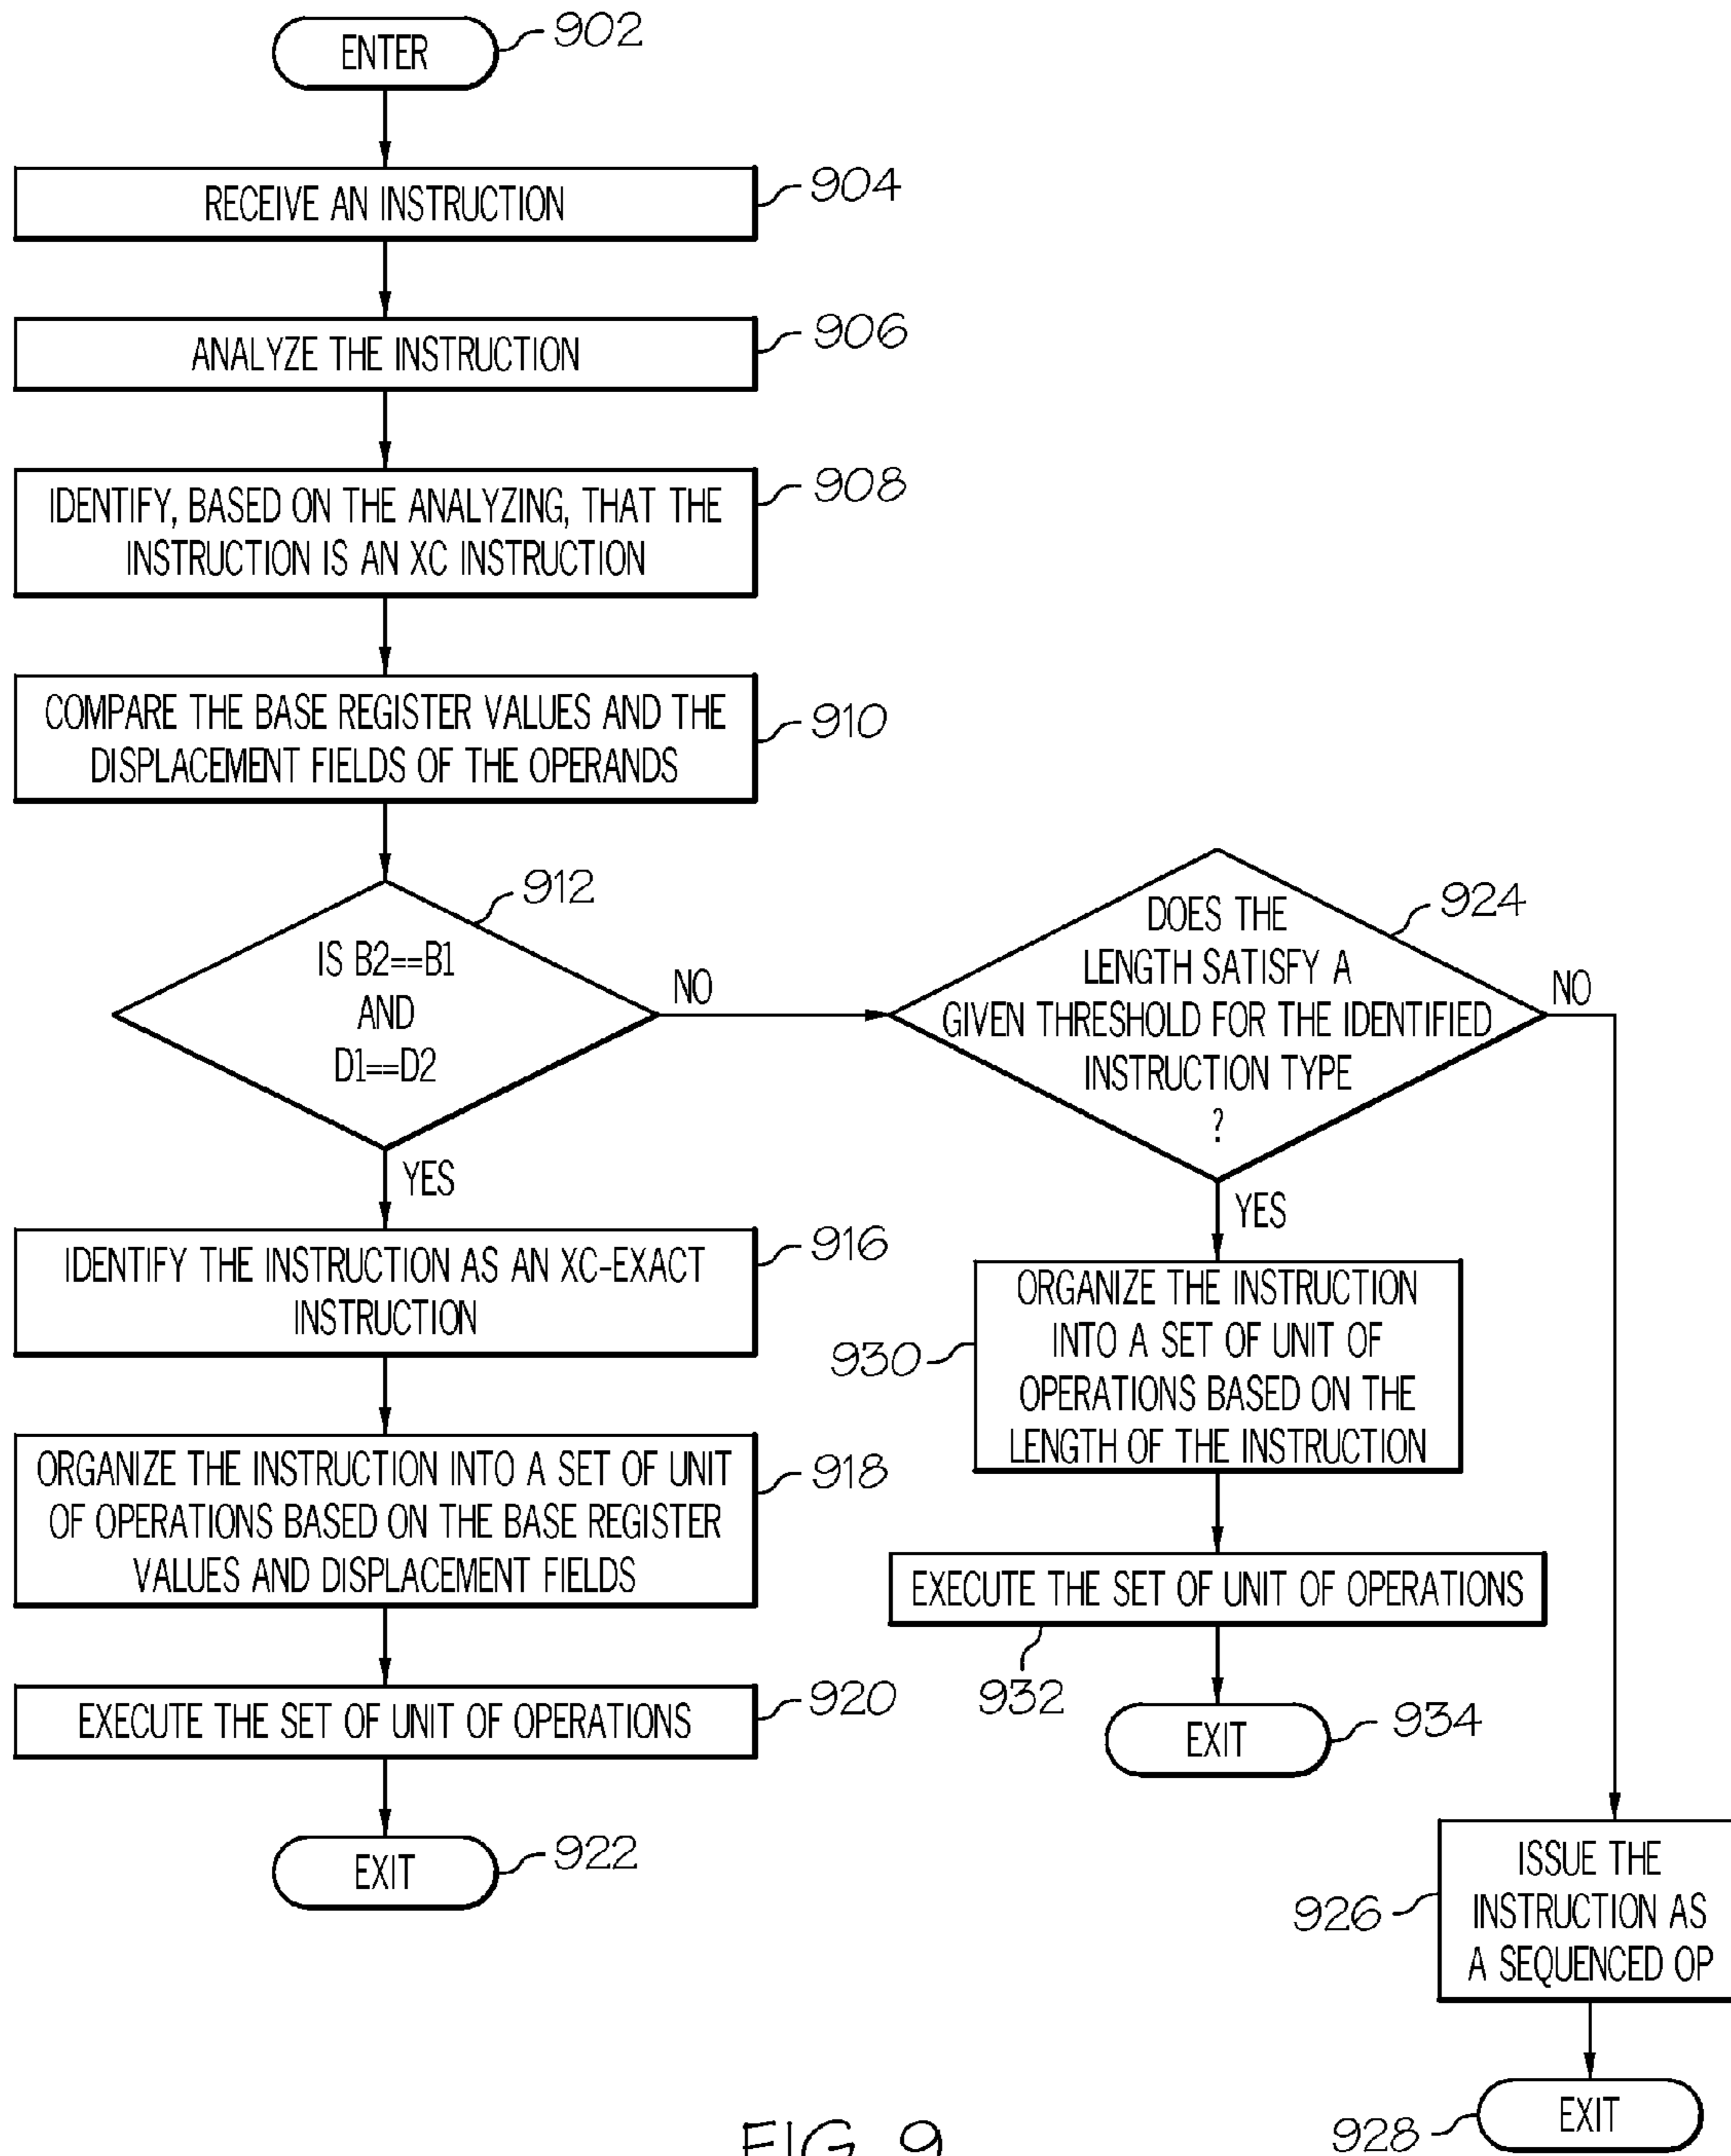 ENTER
902
RECEIVE AN INSTRUCTION
904
ANALYZE THE INSTRUCTION
906
IDENTIFY, BASED ON THE ANALYZING, THAT THE
INSTRUCTION IS AN XC INSTRUCTION
908
COMPARE THE BASE REGISTER VALUES AND THE
DISPLACEMENT FIELDS OF THE OPERANDS
910
IS B2==B1
AND
D1==D2
912
NO
YES
DOES THE
LENGTH SATISFY A
GIVEN THRESHOLD FOR THE IDENTIFIED
INSTRUCTION TYPE
?
924
NO
YES
IDENTIFY THE INSTRUCTION AS AN XC-EXACT
INSTRUCTION
916
ORGANIZE THE INSTRUCTION INTO A SET OF UNIT
OF OPERATIONS BASED ON THE BASE REGISTER
VALUES AND DISPLACEMENT FIELDS
918
EXECUTE THE SET OF UNIT OF OPERATIONS
920
EXIT
922
ORGANIZE THE INSTRUCTION
INTO A SET OF UNIT OF
OPERATIONS BASED ON THE
LENGTH OF THE INSTRUCTION
930
EXECUTE THE SET OF UNIT OF OPERATIONS
932
EXIT
934
ISSUE THE
INSTRUCTION AS
A SEQUENCED OP
926
EXIT
928
FIG. 9